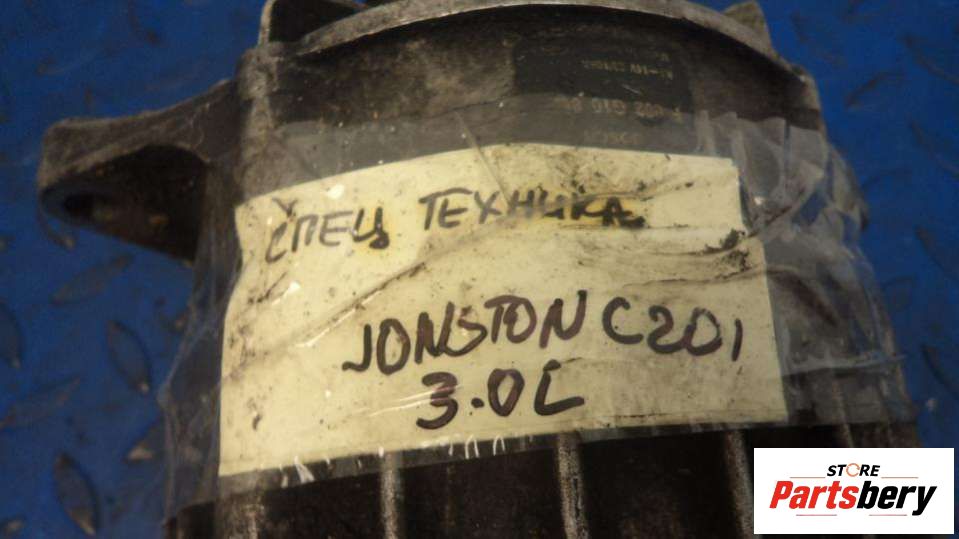 СПЕЦ ТЕХНИКА
JONSTON C201
3.0L
STORE
Partsbery